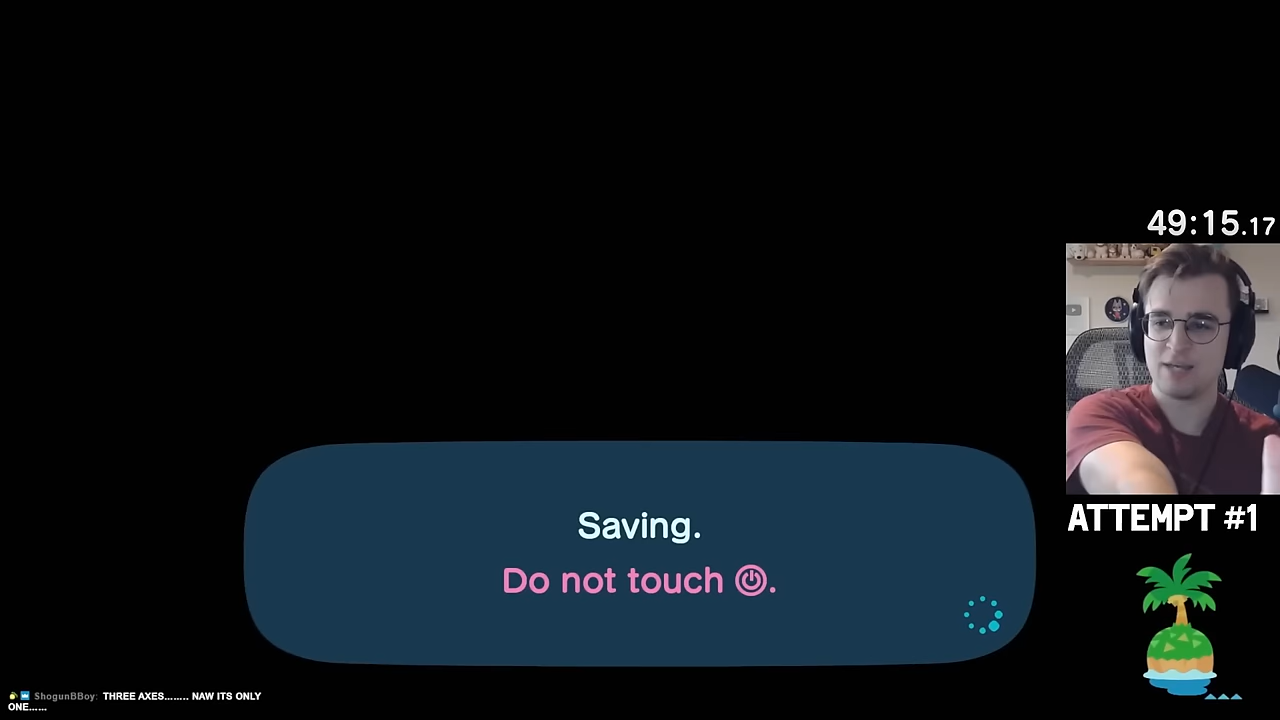 49:15.17
ATTEMPT #1
Saving.
Do not touch ⏻.
ShogunBBoy: THREE AXES........ NAW ITS ONLY
ONE......